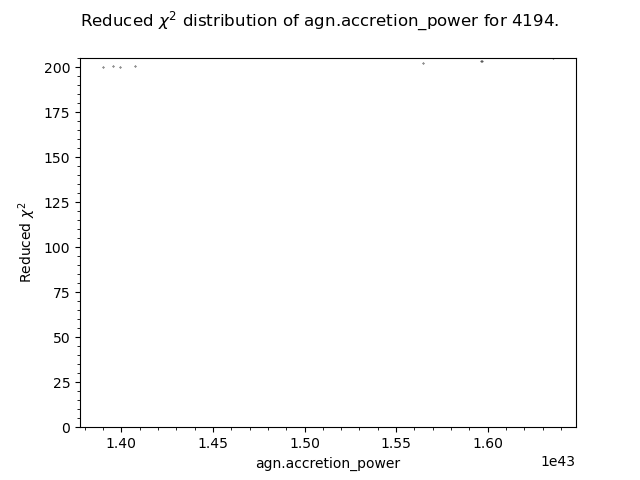 Reduced χ² distribution of agn.accretion_power for 4194.
200
175
150
125
100
75
50
25
0
Reduced χ²
1.40 1.45 1.50 1.55 1.60
1e43
agn.accretion_power